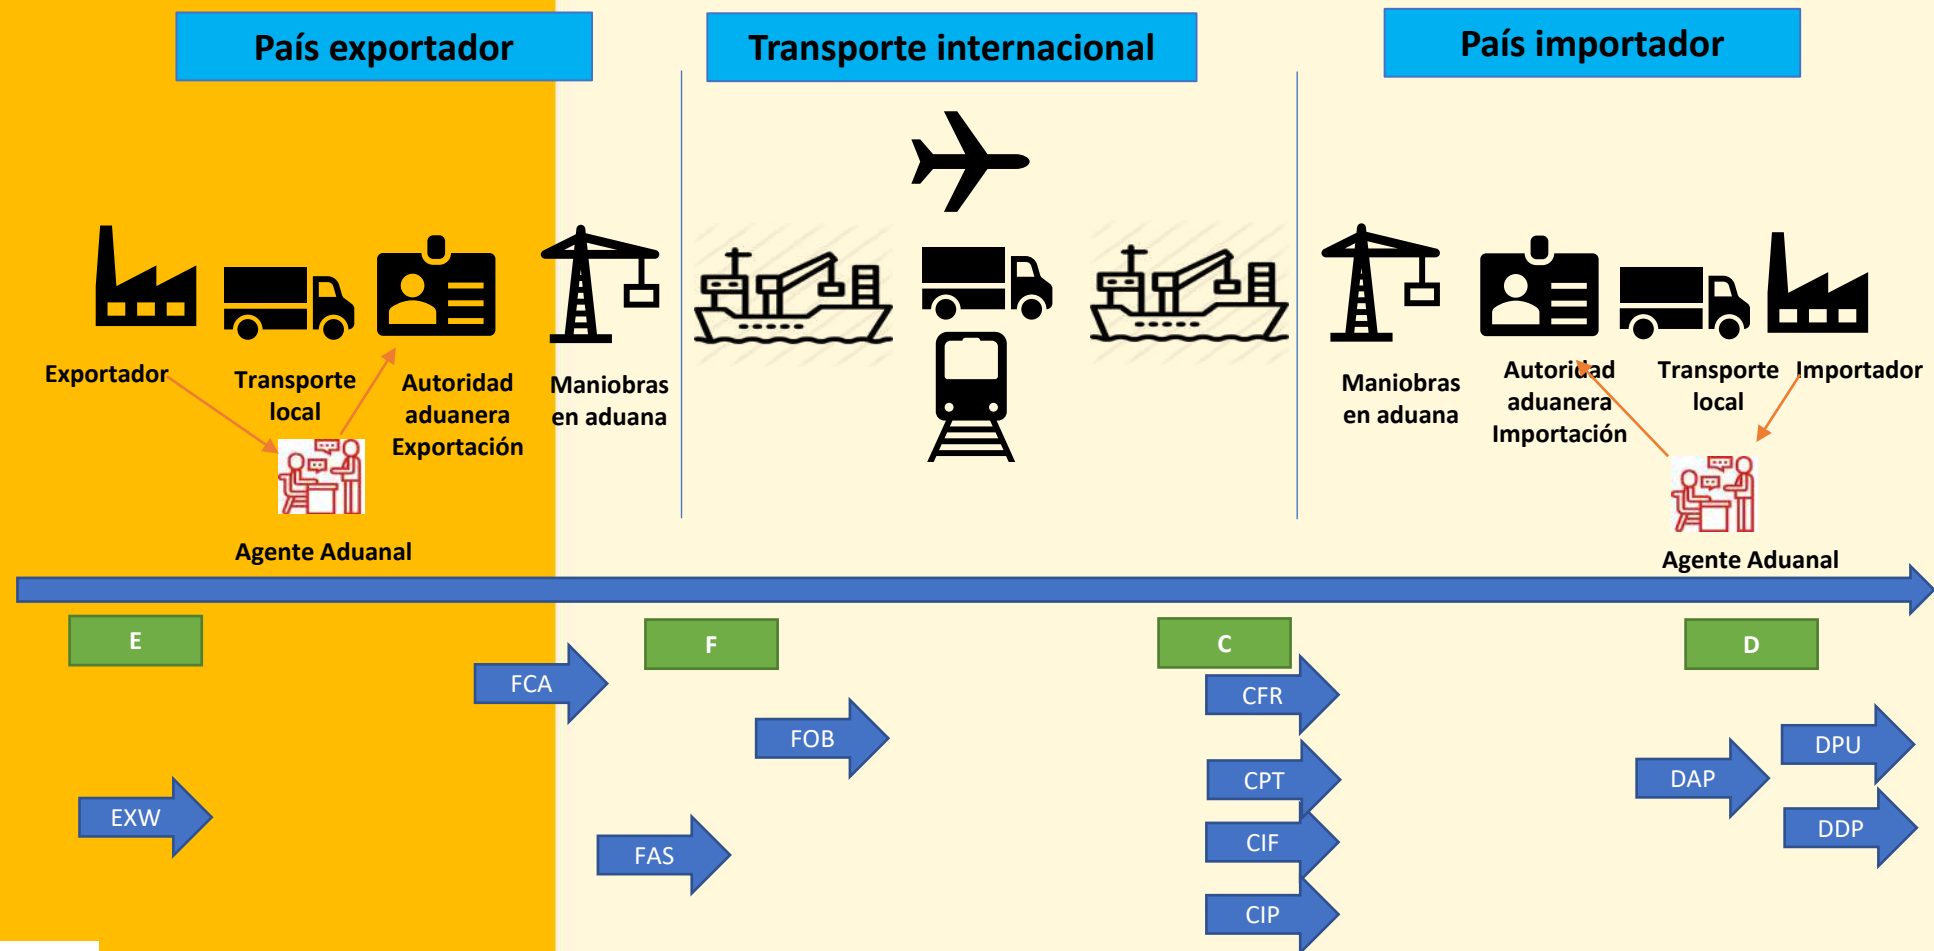 País exportador
Transporte internacional
País importador
Exportador
Transporte
local
Autoridad
aduanera
Exportación
Maniobras
en aduana
Agente Aduanal
Maniobras
en aduana
Autoridad
aduanera
Importación
Transporte
local
Importador
Agente Aduanal
E
F
C
D
FCA
EXW
FOB
FAS
CFR
CPT
CIF
CIP
DAP
DPU
DDP